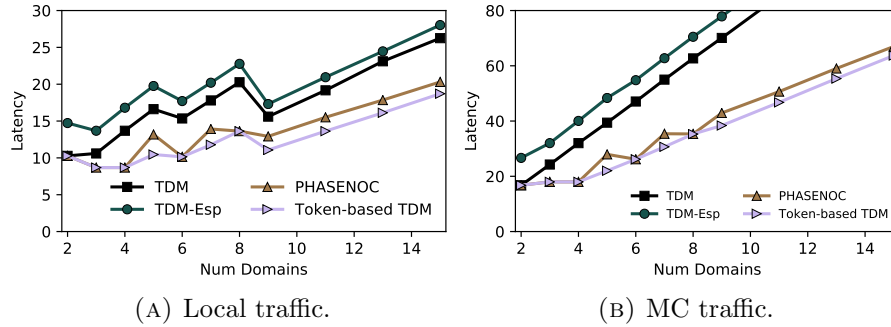 30
25
20
15
10
5
0
Latency
2 4 6 8 10 12 14
Num Domains
TDM
TDM-Esp
PHASENOC
Token-based TDM
(A) Local traffic.
80
60
40
20
0
Latency
2 4 6 8 10 12 14
Num Domains
TDM
TDM-Esp
PHASENOC
Token-based TDM
(B) MC traffic.